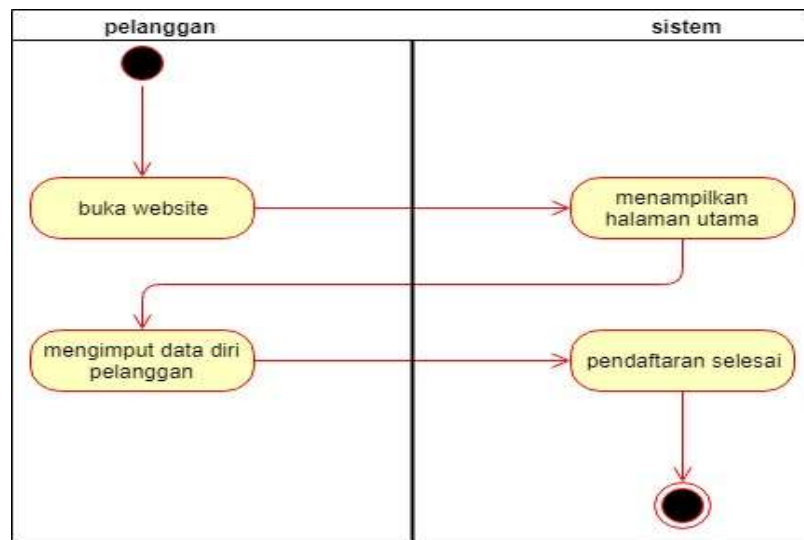 pelanggan
sistem
buka website
menampilkan
halaman utama
mengimput data diri
pelanggan
pendaftaran selesai